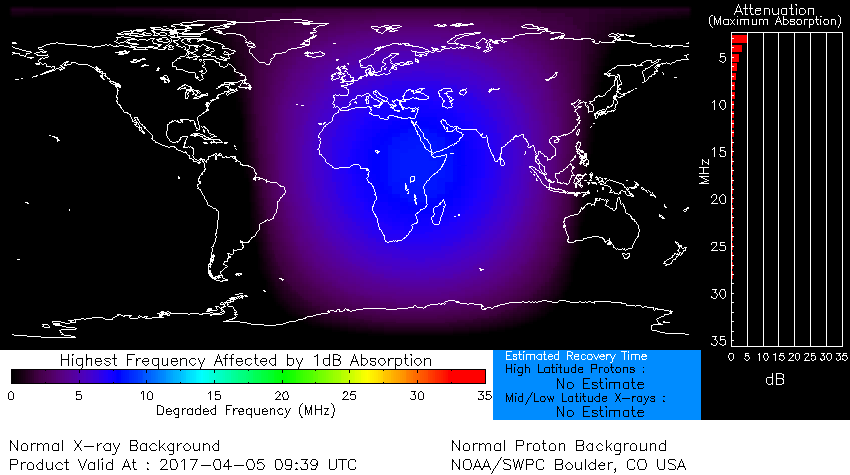 Attenuation
(Maximum Absorption)
5
10
15
MHz
20
25
30
35
0 5 10 15 20 25 30 35
dB
Highest Frequency Affected by 1dB Absorption
0 5 10 15 20 25 30 35
Degraded Frequency (MHz)
Estimated Recovery Time
High Latitude Protons :
No Estimate
Mid/Low Latitude X-rays :
No Estimate
Normal X-ray Background
Normal Proton Background
Product Valid At : 2017-04-05 09:39 UTC
NOAA/SWPC Boulder, CO USA